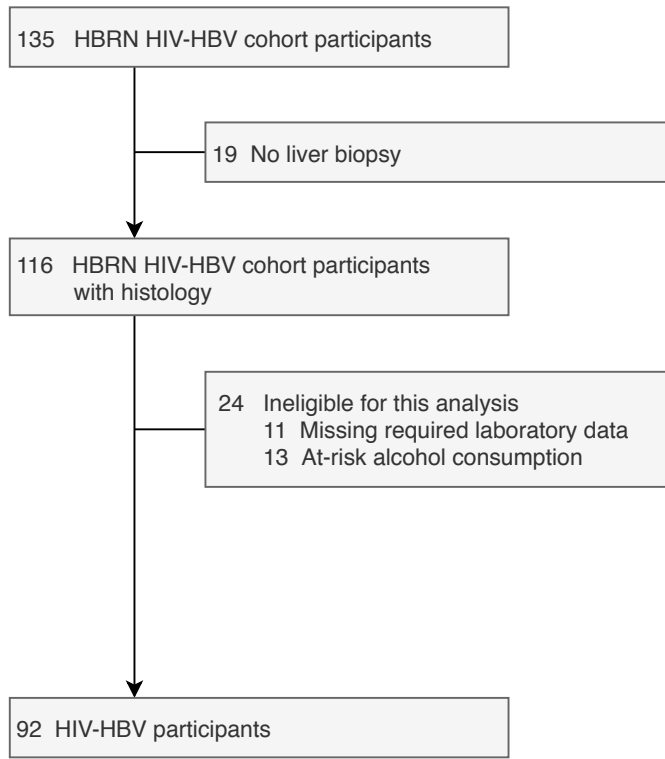 135 HBRN HIV-HBV cohort participants
19 No liver biopsy
116 HBRN HIV-HBV cohort participants
with histology
24 Ineligible for this analysis
11 Missing required laboratory data
13 At-risk alcohol consumption
92 HIV-HBV participants